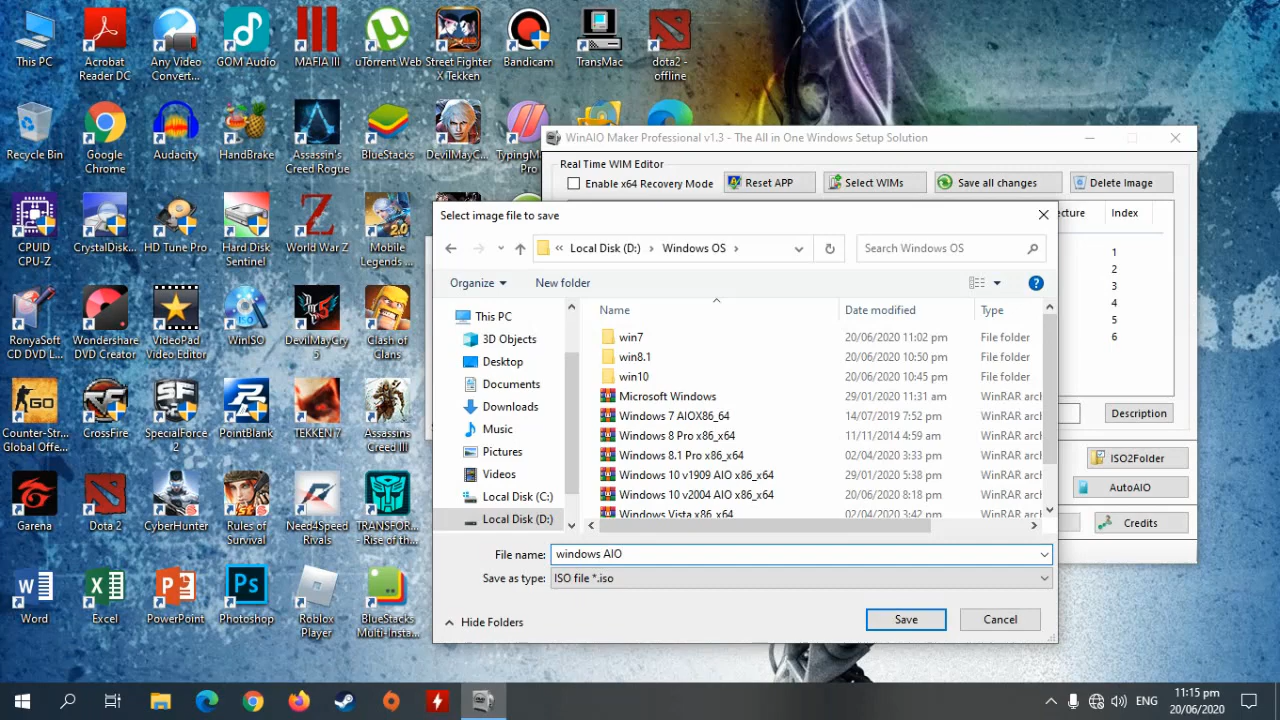 This PC
Acrobat
Reader DC
Any Video
Convert...
GOM Audio
MAFIA III
uTorrent Web
Street Fighter
X Tekken
Bandicam
TransMac
dota2 -
offline
Recycle Bin
Google
Chrome
Audacity
HandBrake
Assassin's
Creed Rogue
BlueStacks
DevilMayC...
TypingM
Pro
WinAIO Maker Professional v1.3 - The All in One Windows Setup Solution
Real Time WIM Editor
Enable x64 Recovery Mode
Reset APP
Select WIMs
Save all changes
Delete Image
ecture
Index
1
2
3
4
5
6
Description
ISO2Folder
AutoAIO
Credits
Select image file to save
« Local Disk (D:) > Windows OS >
Search Windows OS
Organize
New folder
This PC
3D Objects
Desktop
Documents
Downloads
Music
Pictures
Videos
Local Disk (C:)
Local Disk (D:)
Name Date modified Type
win7 20/06/2020 11:02 pm File folder
win8.1 20/06/2020 10:50 pm File folder
win10 20/06/2020 10:45 pm File folder
Microsoft Windows 29/01/2020 11:31 am WinRAR arch
Windows 7 AIOX86_64 14/07/2019 7:52 pm WinRAR arch
Windows 8 Pro x86_x64 11/11/2014 4:59 am WinRAR arch
Windows 8.1 Pro x86_x64 02/04/2020 3:33 pm WinRAR arch
Windows 10 v1909 AIO x86_x64 29/01/2020 5:38 pm WinRAR arch
Windows 10 v2004 AIO x86_x64 20/06/2020 8:18 pm WinRAR arch
Windows Vista x86_x64 02/04/2020 3:42 pm WinRAR arch
File name: windows AIO
Save as type: ISO file *.iso
Hide Folders
Save
Cancel
CPUID
CPU-Z
CrystalDisk...
HD Tune Pro
Hard Disk
Sentinel
World War Z
Mobile
Legends
RonyaSoft
CD DVD L...
Wondershare
DVD Creator
VideoPad
Video Editor
WinISO
DevilMayCry
5
Clash of
Clans
Counter-Str...
Global Offe...
CrossFire
SpecialForce
2
PointBlank
TEKKEN 7
Assassins
Creed III
Garena
Dota 2
CyberHunter
Rules of
Survival
Need4Speed
Rivals
TRANSFOR...
- Rise of th...
Word
Excel
PowerPoint
Photoshop
Roblox
Player
BlueStacks
Multi-Insta...
ENG
11:15 pm
20/06/2020